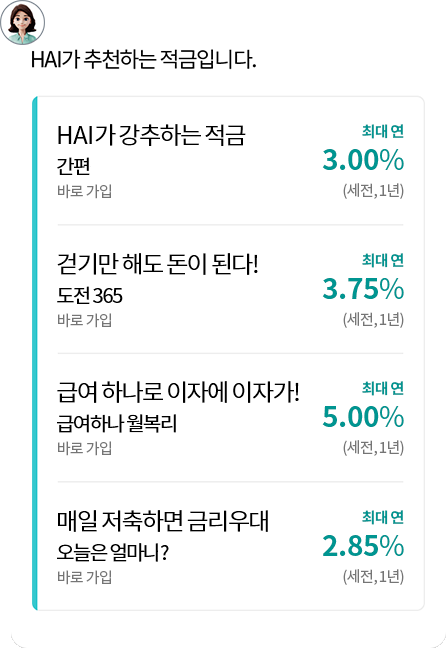 HAI가 추천하는 적금입니다.
HAI가 강추하는 적금
최대 연
간편
3.00%
바로 가입
(세전, 1년)
걷기만 해도 돈이 된다!
최대 연
도전 365
3.75%
바로 가입
(세전, 1년)
급여 하나로 이자에 이자가!
최대 연
급여하나 월복리
5.00%
바로 가입
(세전, 1년)
매일 저축하면 금리우대
최대 연
오늘은 얼마니?
2.85%
바로 가입
(세전, 1년)